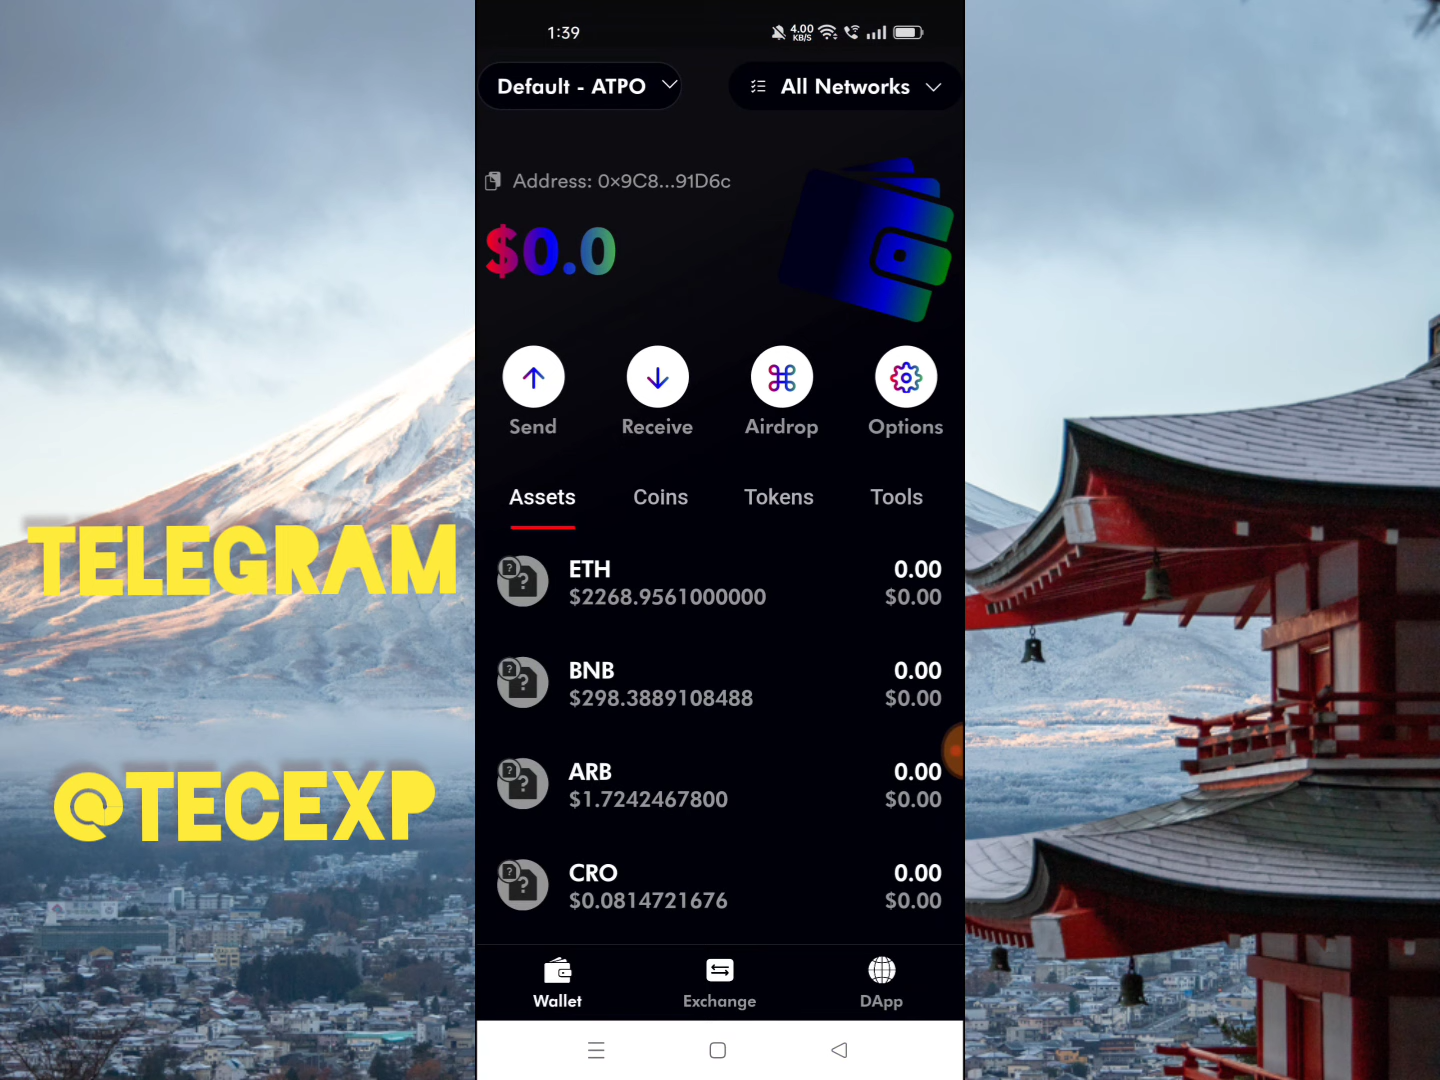 1:39
4.00
KB/S
Default - ATPO
All Networks
Address: 0x9C8...91D6c
$0.0
Send
Receive
Airdrop
Options
Assets
Coins
Tokens
Tools
ETH
0.00
$2268.9561000000
$0.00
BNB
0.00
$298.3889108488
$0.00
ARB
0.00
$1.7242467800
$0.00
CRO
0.00
$0.0814721676
$0.00
Wallet
Exchange
DApp
TELEGRAM
@TECEXP